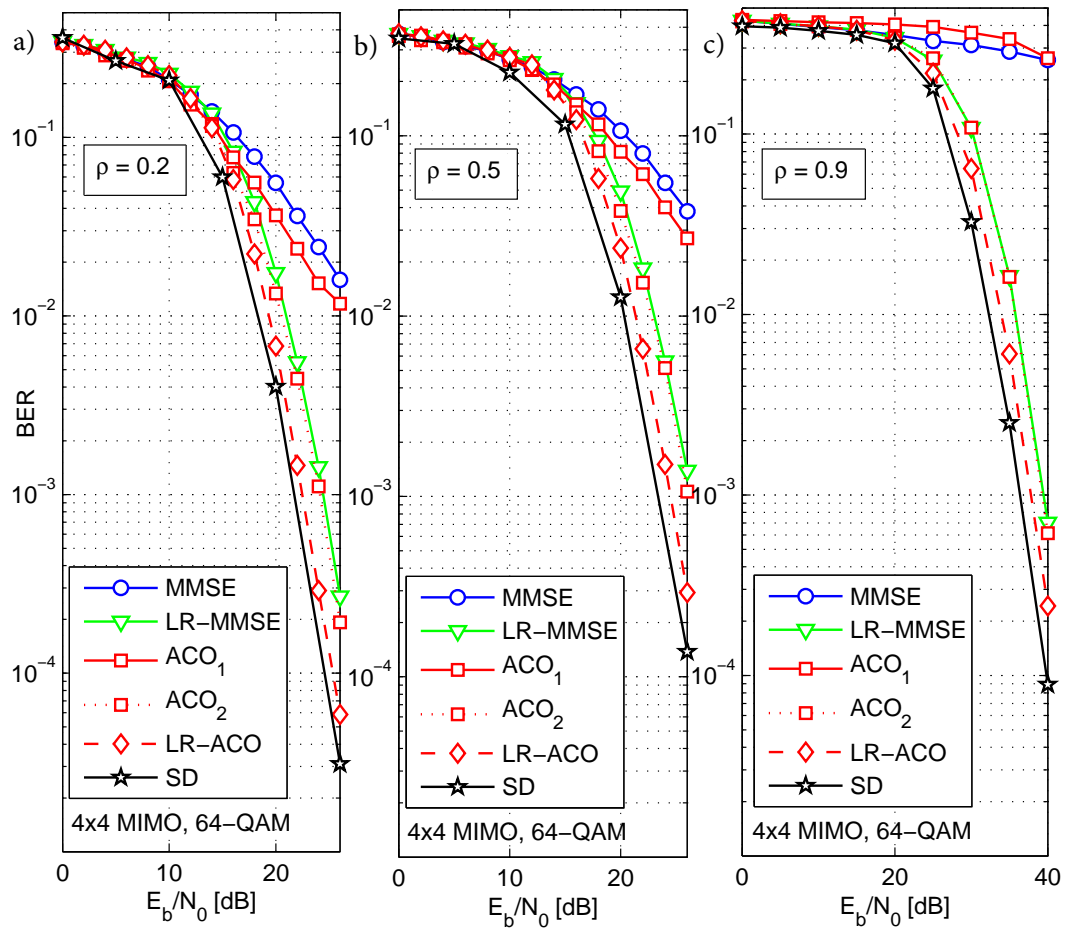 a)
b)
c)
BER
10⁻¹
10⁻²
10⁻³
10⁻⁴
ρ = 0.2
MMSE
LR−MMSE
ACO₁
ACO₂
LR−ACO
SD
4x4 MIMO, 64−QAM
0 10 20
E_b/N₀ [dB]
10⁻¹
10⁻²
10⁻³
10⁻⁴
ρ = 0.5
MMSE
LR−MMSE
ACO₁
ACO₂
LR−ACO
SD
4x4 MIMO, 64−QAM
0 10 20
E_b/N₀ [dB]
10⁻¹
10⁻²
10⁻³
10⁻⁴
ρ = 0.9
MMSE
LR−MMSE
ACO₁
ACO₂
LR−ACO
SD
4x4 MIMO, 64−QAM
0 20 40
E_b/N₀ [dB]